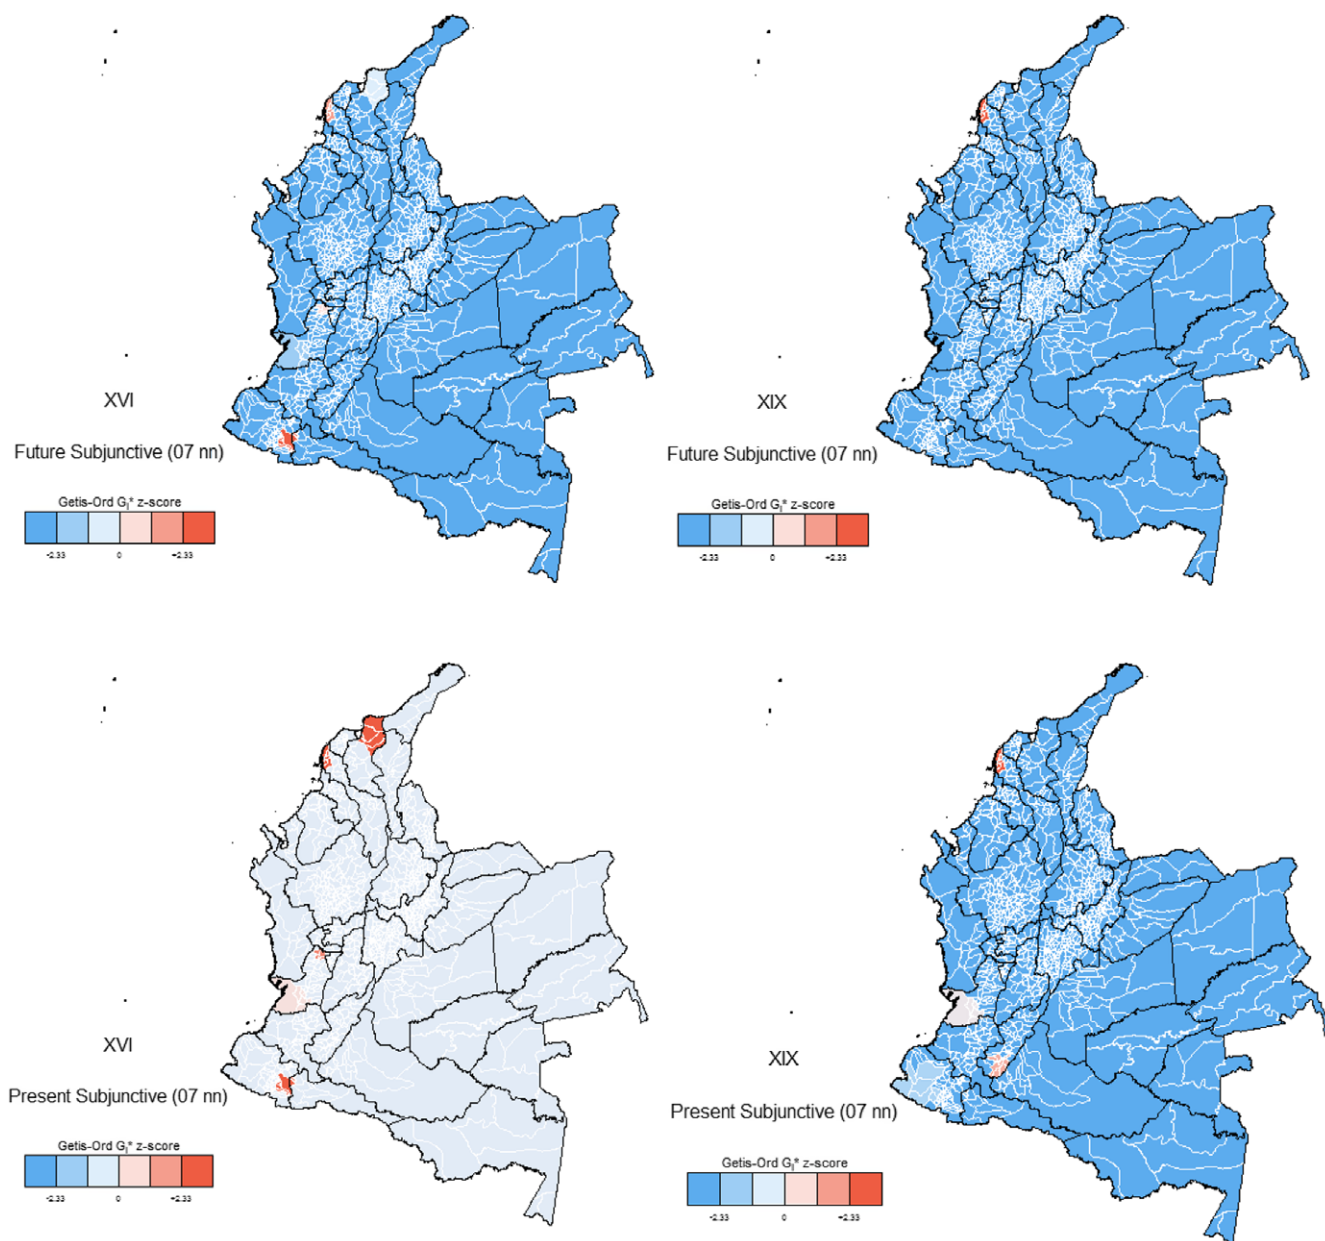 XVI
Future Subjunctive (07 nn)
Getis-Ord Gi* z-score
-2.33 0 +2.33
XIX
Future Subjunctive (07 nn)
Getis-Ord Gi* z-score
-2.33 0 +2.33
XVI
Present Subjunctive (07 nn)
Getis-Ord Gi* z-score
-2.33 0 +2.33
XIX
Present Subjunctive (07 nn)
Getis-Ord Gi* z-score
-2.33 0 +2.33